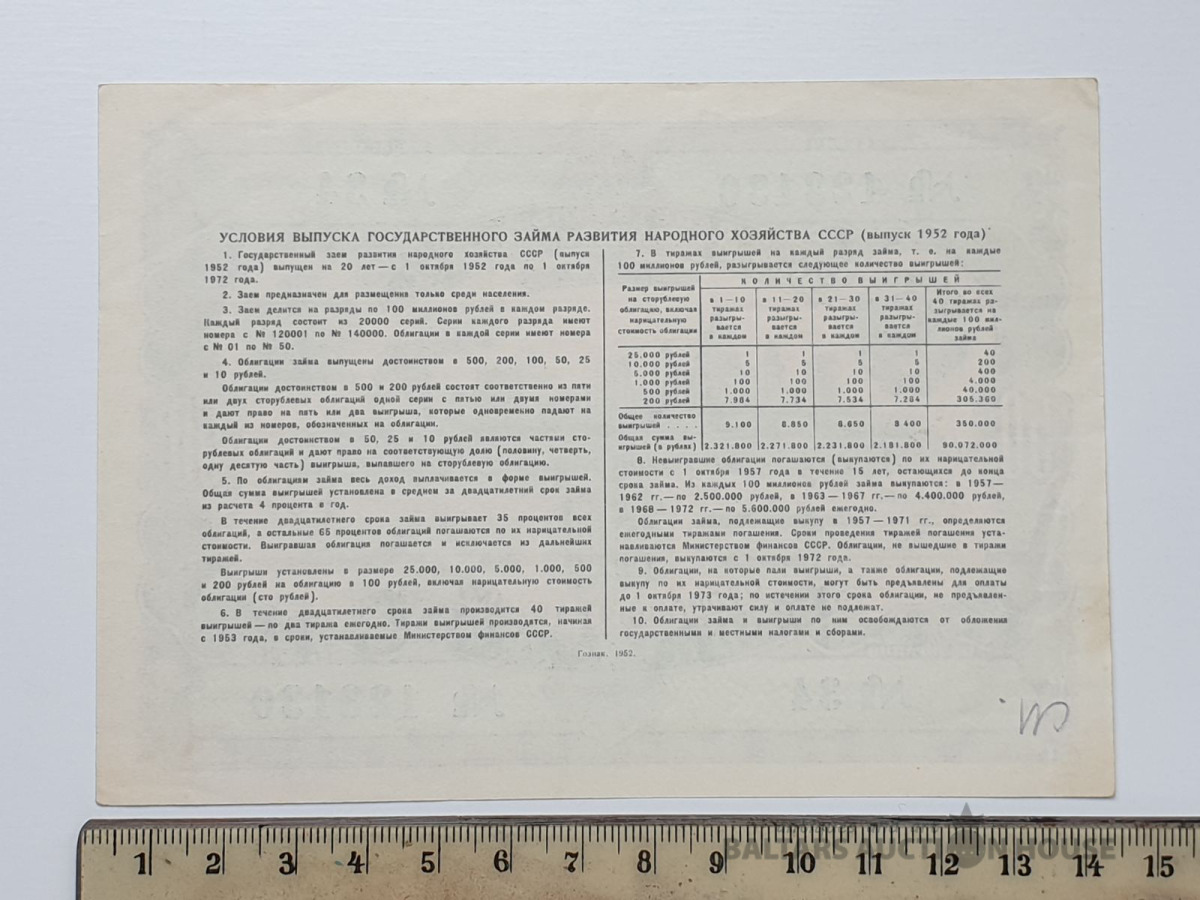 УСЛОВИЯ ВЫПУСКА ГОСУДАРСТВЕННОГО ЗАЙМА РАЗВИТИЯ НАРОДНОГО ХОЗЯЙСТВА СССР (выпуск 1952 года)
1. Государственный заем развития народного хозяйства СССР (выпуск
1952 года) выпущен на 20 лет — с 1 октября 1952 года по 1 октября
1972 года.
2. Заем предназначен для размещения только среди населения.
3. Заем делится на разряды по 100 миллионов рублей в каждом разряде.
Каждый разряд состоит из 20000 серий. Серии каждого разряда имеют
номера с № 120001 по № 140000. Облигации в каждой серии имеют номера
с № 01 по № 50.
4. Облигации займа выпущены достоинством в 500, 200, 100, 50, 25
и 10 рублей.
Облигации достоинством в 500 и 200 рублей состоят соответственно из пяти
или двух сторублевых облигаций одной серии с пятью или двумя номерами
и дают право на пять или два выигрыша, которые одновременно падают на
каждый из номеров, обозначенных на облигации.
Облигации достоинством в 50, 25 и 10 рублей являются частями сто-
рублевых облигаций и дают право на соответствующую долю (половину, четверть,
одну десятую часть) выигрыша, выпавшего на сторублевую облигацию.
5. По облигациям займа весь доход выплачивается в форме выигрышей.
Общая сумма выигрышей установлена в среднем за двадцатилетний срок займа
из расчета 4 процента в год.
В течение двадцатилетнего срока займа выигрывает 35 процентов всех
облигаций, а остальные 65 процентов облигаций погашаются по их нарицательной
стоимости. Выигравшая облигация погашается и исключается из дальнейших
тиражей.
Выигрыши установлены в размере 25.000, 10.000, 5.000, 1.000, 500
и 200 рублей на облигацию в 100 рублей, включая нарицательную стоимость
облигации (сто рублей).
6. В течение двадцатилетнего срока займа производится 40 тиражей
выигрышей — по два тиража ежегодно. Тиражи выигрышей производятся, начиная
с 1953 года, в сроки, устанавливаемые Министерством финансов СССР.
7. В тиражах выигрышей на каждый разряд займа, т. е. на каждые
100 миллионов рублей, разыгрывается следующее количество выигрышей:
Размер выигрышей
на сторублевую
облигацию, включая
нарицательную
стоимость облигации
КОЛИЧЕСТВО ВЫИГРЫШЕЙ
в 1—10
тиражах
разыгры-
вается
в каждом
в 11—20
тиражах
разыгры-
вается
в каждом
в 21—30
тиражах
разыгры-
вается
в каждом
в 31—40
тиражах
разыгры-
вается
в каждом
Итого во всех
40 тиражах ра-
зыгрывается на
каждые 100 мил-
лионов рублей
займа
25.000 рублей 1 1 1 1 40
10.000 рублей 5 5 5 5 200
5.000 рублей 10 10 10 10 400
1.000 рублей 100 100 100 100 4.000
500 рублей 1.000 1.000 1.000 1.000 40.000
200 рублей 7.984 7.734 7.534 7.284 305.360
Общее количество
выигрышей . . . . 9.100 8.850 8.650 8 400 350.000
Общая сумма вы-
игрышей (в рублях) 2.321.800 2.271.800 2.231.800 2.181.800 90.072.000
8. Невыигравшие облигации погашаются (выкупаются) по их нарицательной
стоимости с 1 октября 1957 года в течение 15 лет, остающихся до конца
срока займа. Из каждых 100 миллионов рублей займа выкупаются: в 1957—
1962 гг.—по 2.500.000 рублей, в 1963—1967 гг.—по 4.400.000 рублей,
в 1968—1972 гг.—по 5.600.000 рублей ежегодно.
Облигации займа, подлежащие выкупу в 1957—1971 гг., определяются
ежегодными тиражами погашения. Сроки проведения тиражей погашения уста-
навливаются Министерством финансов СССР. Облигации, не вышедшие в тиражи
погашения, выкупаются с 1 октября 1972 года.
9. Облигации, на которые пали выигрыши, а также облигации, подлежащие
выкупу по их нарицательной стоимости, могут быть предъявлены для оплаты
до 1 октября 1973 года; по истечении этого срока облигации, не предъявлен-
ные к оплате, утрачивают силу и оплате не подлежат.
10. Облигации займа и выигрыши по ним освобождаются от обложения
государственными и местными налогами и сборами.
Гознак. 1952.
BALTARS AUCTION HOUSE
1 2 3 4 5 6 7 8 9 10 11 12 13 14 15